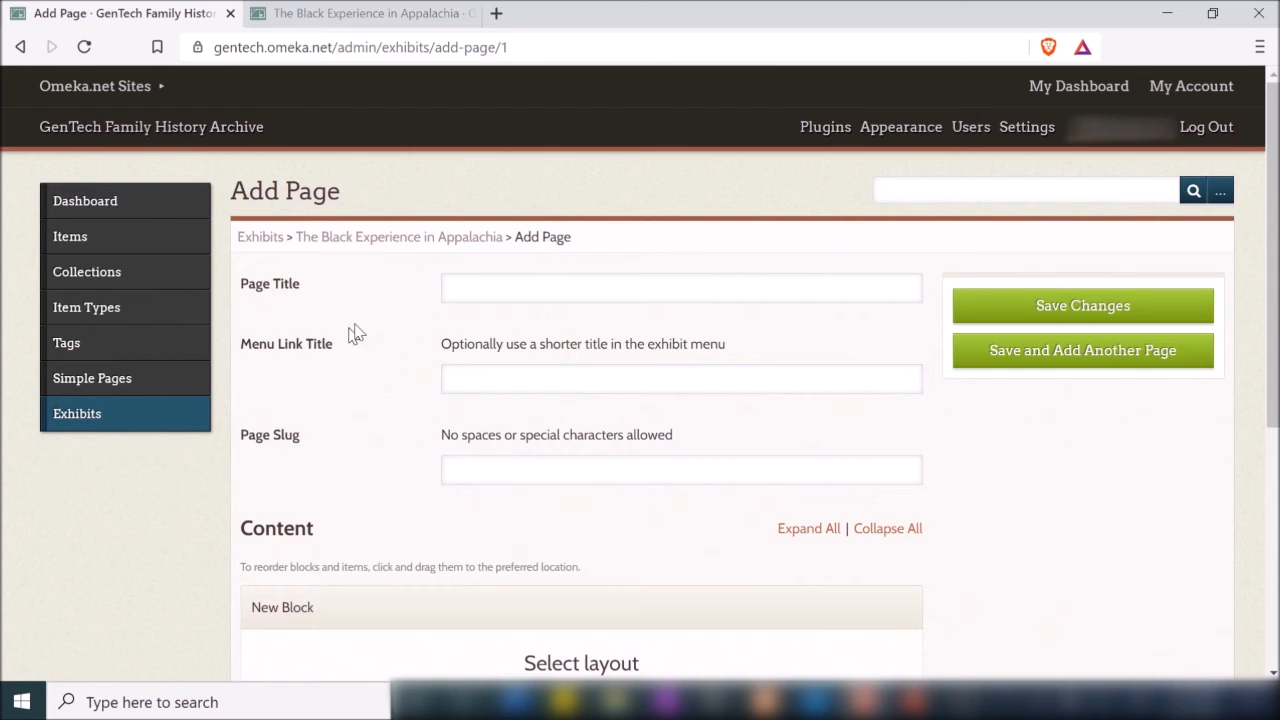 Add Page · GenTech Family Histo
The Black Experience in Appalachia ·
gentech.omeka.net/admin/exhibits/add-page/1
Omeka.net Sites
My Dashboard My Account
GenTech Family History Archive
Plugins Appearance Users Settings Log Out
Dashboard
Items
Collections
Item Types
Tags
Simple Pages
Exhibits
Add Page
...
Exhibits > The Black Experience in Appalachia > Add Page
Page Title
Save Changes
Menu Link Title Optionally use a shorter title in the exhibit menu
Save and Add Another Page
Page Slug No spaces or special characters allowed
Content
Expand All | Collapse All
To reorder blocks and items, click and drag them to the preferred location.
New Block
Select layout
Type here to search